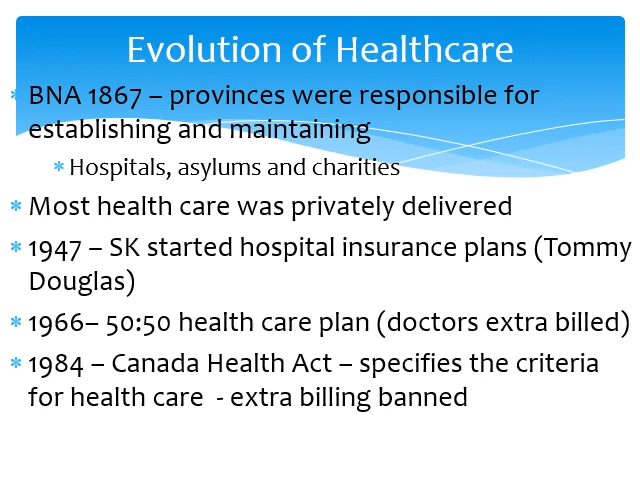 Evolution of Healthcare
* BNA 1867 – provinces were responsible for
establishing and maintaining
* Hospitals, asylums and charities
* Most health care was privately delivered
* 1947 – SK started hospital insurance plans (Tommy
Douglas)
* 1966– 50:50 health care plan (doctors extra billed)
* 1984 – Canada Health Act – specifies the criteria
for health care  - extra billing banned